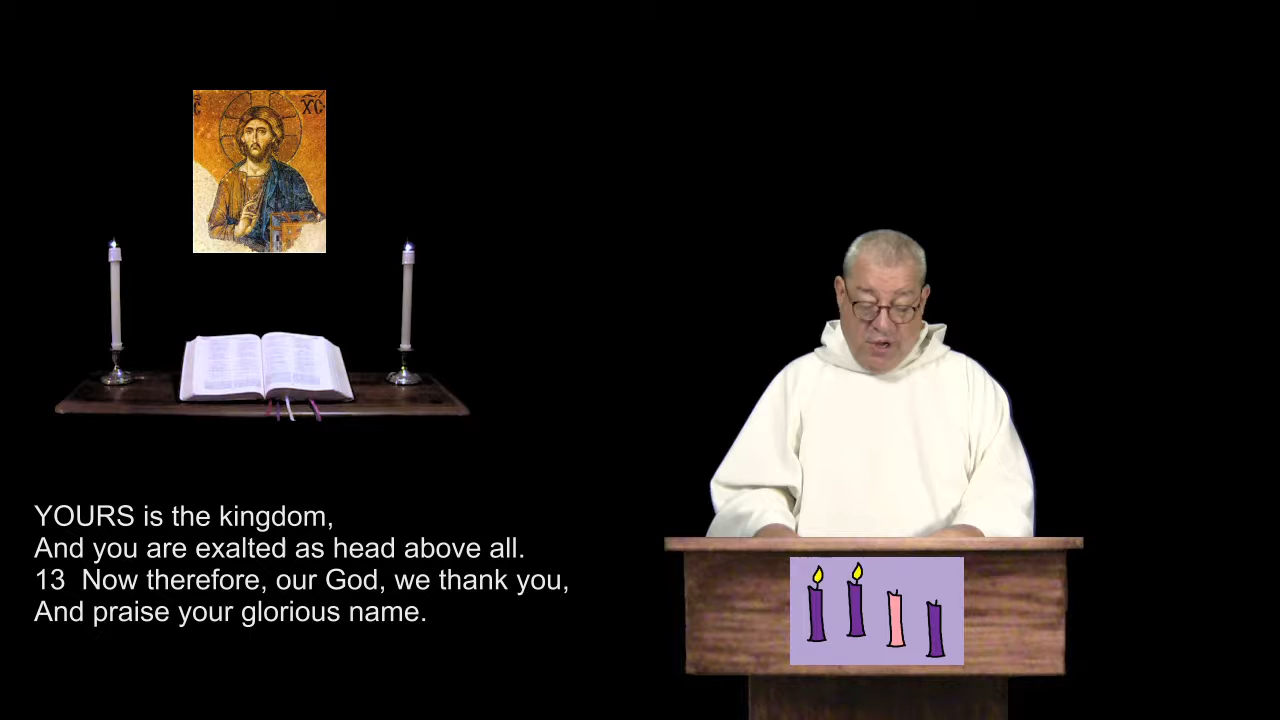 XC
YOURS is the kingdom,
And you are exalted as head above all.
13 Now therefore, our God, we thank you,
And praise your glorious name.